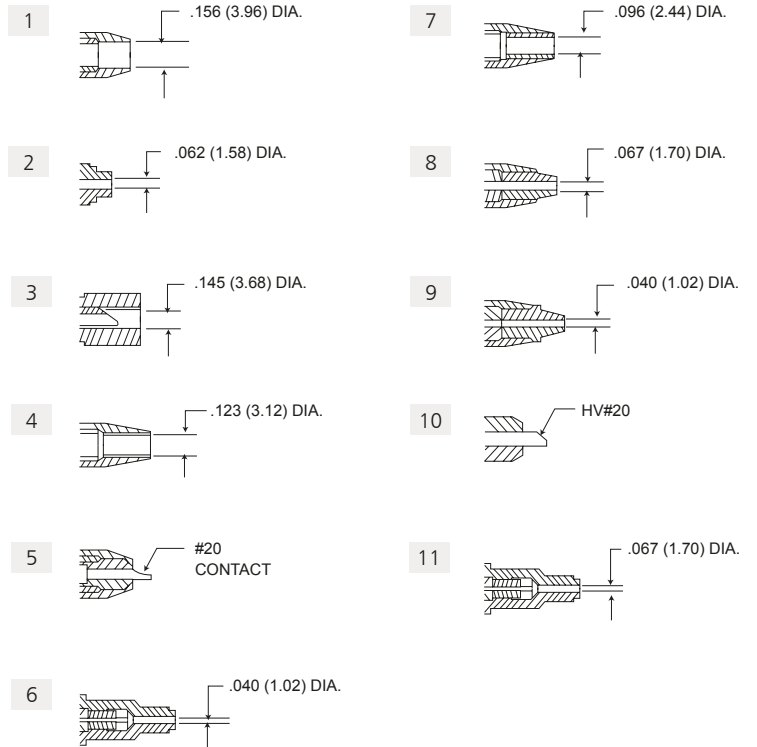 1
.156 (3.96) DIA.
2
.062 (1.58) DIA.
3
.145 (3.68) DIA.
4
.123 (3.12) DIA.
5
#20
CONTACT
6
.040 (1.02) DIA.
7
.096 (2.44) DIA.
8
.067 (1.70) DIA.
9
.040 (1.02) DIA.
10
HV#20
11
.067 (1.70) DIA.